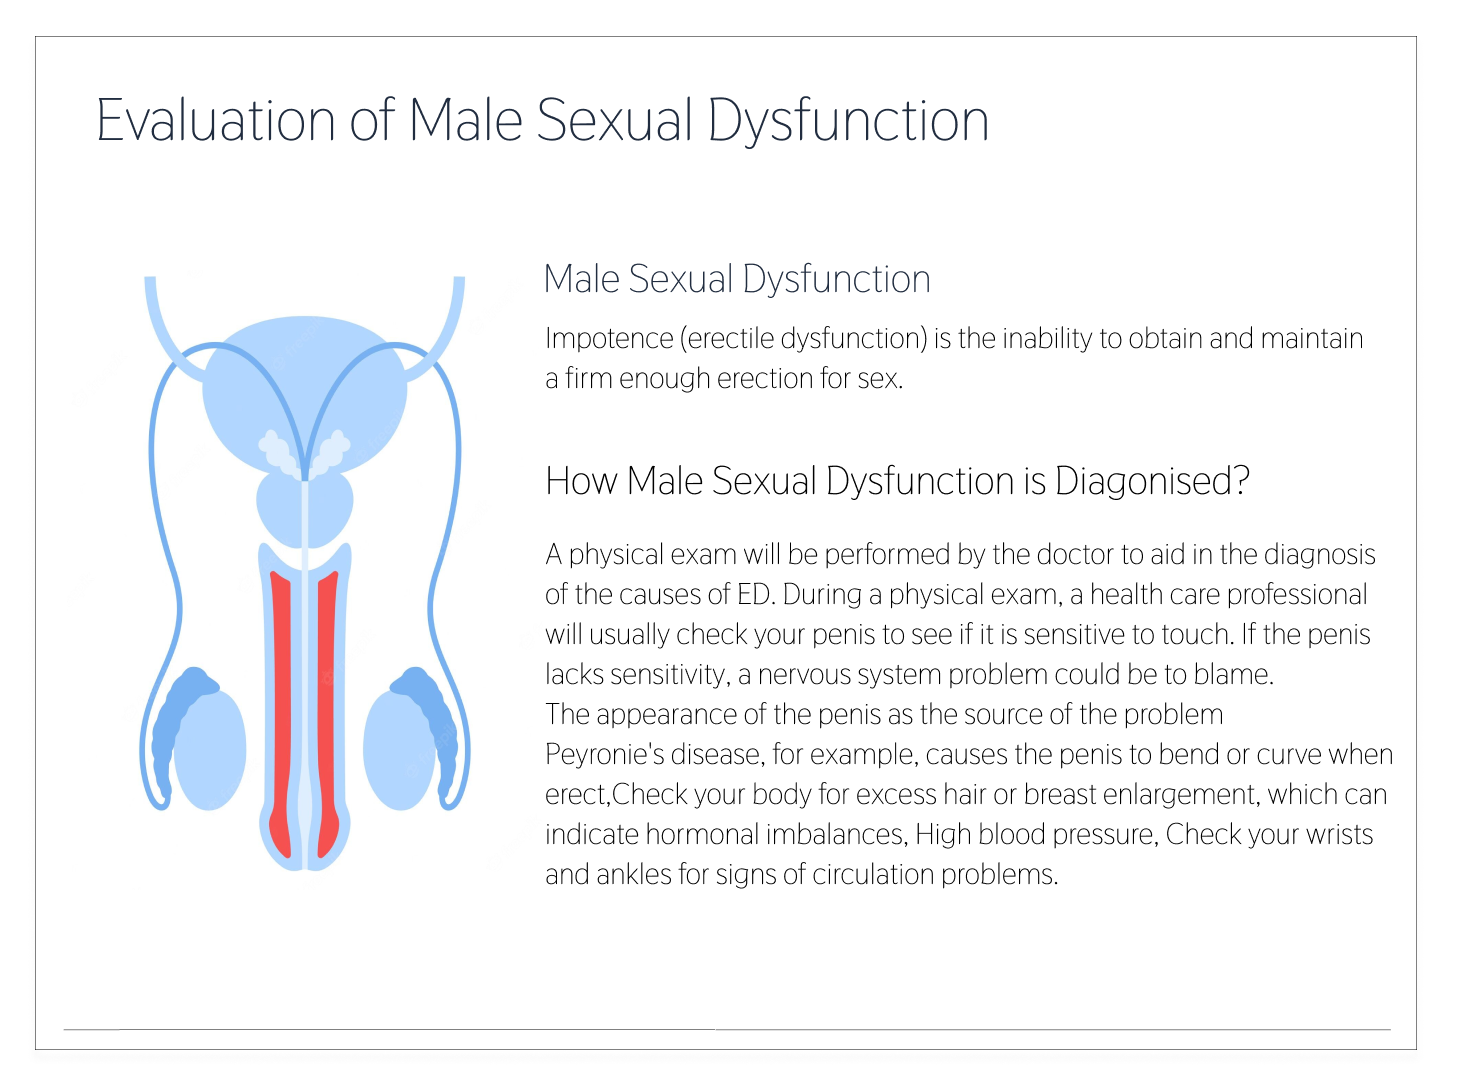 Evaluation of Male Sexual Dysfunction
Male Sexual Dysfunction
Impotence (erectile dysfunction) is the inability to obtain and maintain
a firm enough erection for sex.
How Male Sexual Dysfunction is Diagonised?
A physical exam will be performed by the doctor to aid in the diagnosis
of the causes of ED. During a physical exam, a health care professional
will usually check your penis to see if it is sensitive to touch. If the penis
lacks sensitivity, a nervous system problem could be to blame.
The appearance of the penis as the source of the problem
Peyronie's disease, for example, causes the penis to bend or curve when
erect,Check your body for excess hair or breast enlargement, which can
indicate hormonal imbalances, High blood pressure, Check your wrists
and ankles for signs of circulation problems.